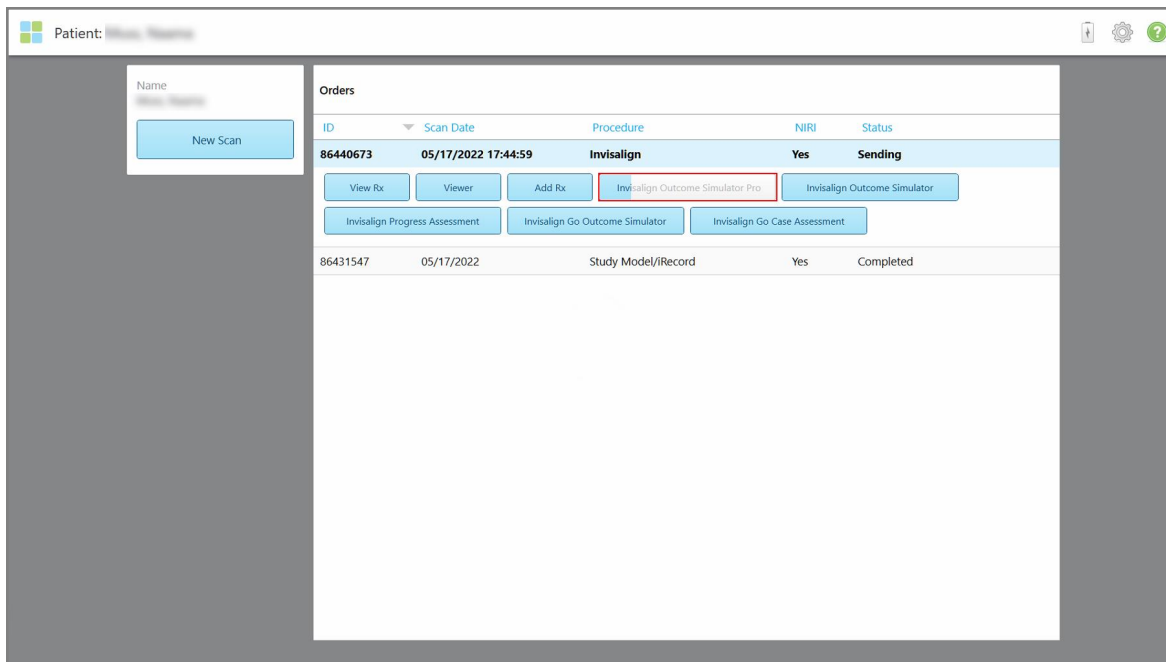 Patient:
?
Name
New Scan
Orders
ID Scan Date Procedure NIRI Status
86440673 05/17/2022 17:44:59 Invisalign Yes Sending
View Rx Viewer Add Rx Invisalign Outcome Simulator Pro Invisalign Outcome Simulator
Invisalign Progress Assessment Invisalign Go Outcome Simulator Invisalign Go Case Assessment
86431547 05/17/2022 Study Model/iRecord Yes Completed